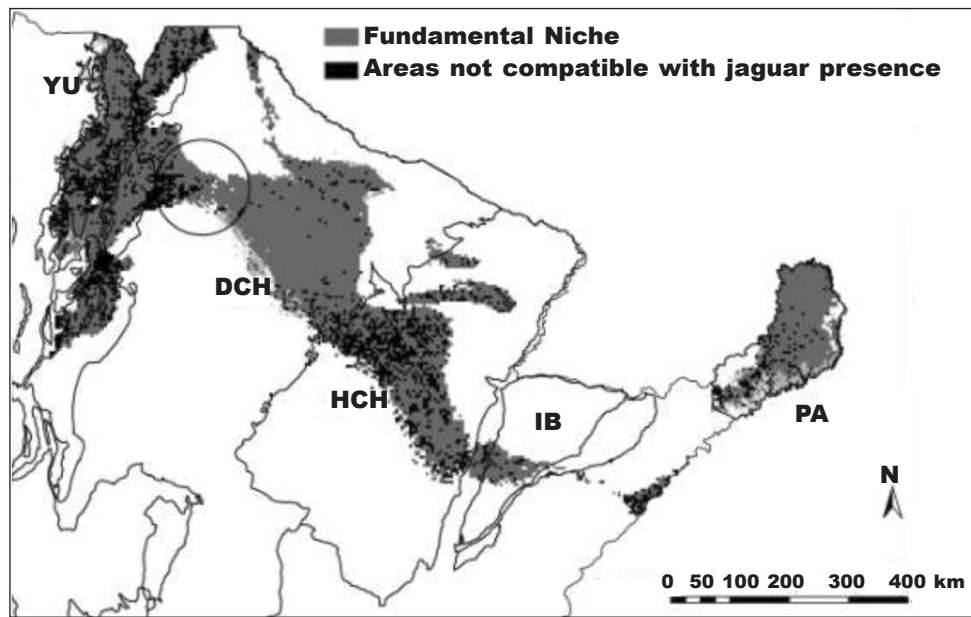 Fundamental Niche
Areas not compatible with jaguar presence
YU
DCH
HCH
IB
PA
N
0 50 100 200 300 400 km